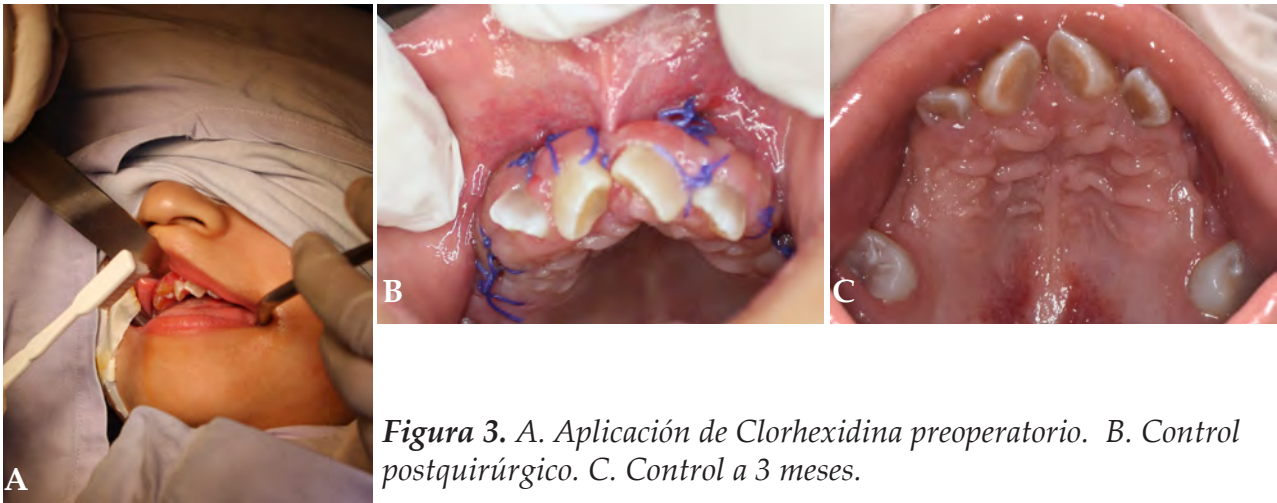 A
B
C
Figura 3. A. Aplicación de Clorhexidina preoperatorio. B. Control
postquirúrgico. C. Control a 3 meses.